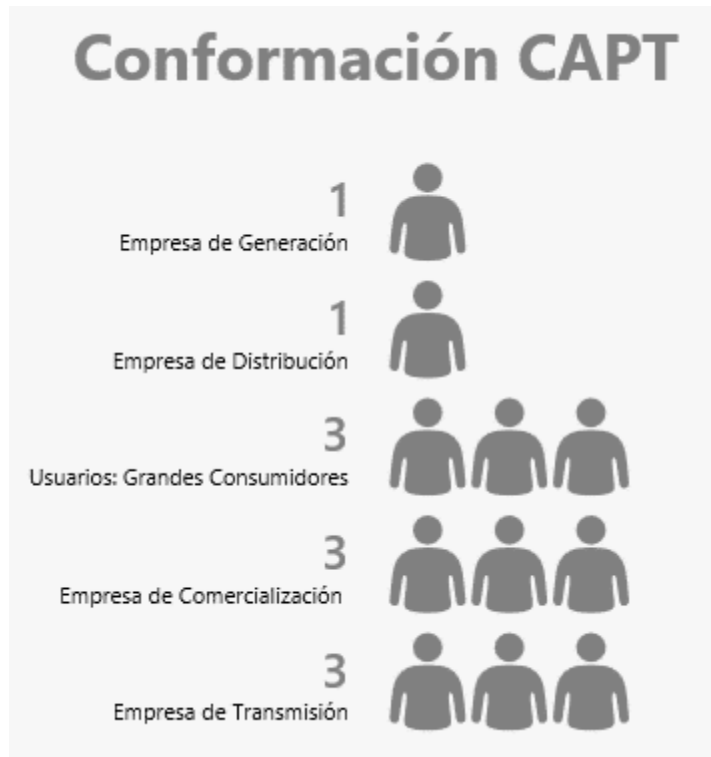 Conformación CAPT
1
Empresa de Generación
1
Empresa de Distribución
3
Usuarios: Grandes Consumidores
3
Empresa de Comercialización
3
Empresa de Transmisión